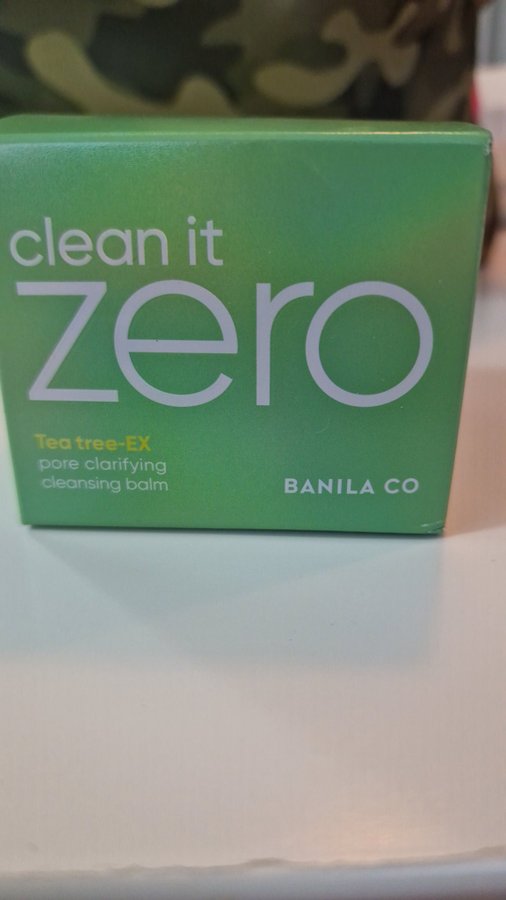 clean it
zero
Tea tree-EX
pore clarifying
cleansing balm
BANILA CO